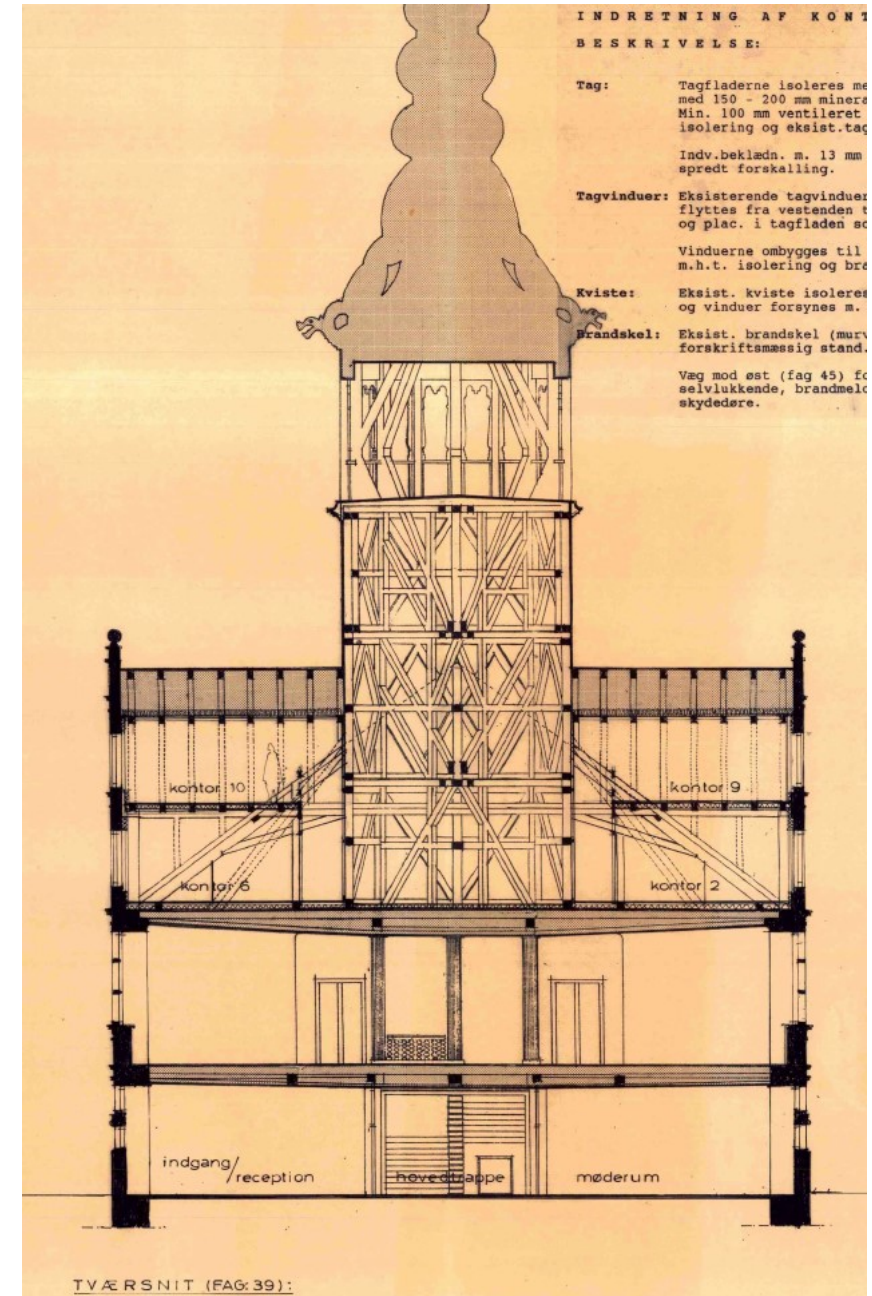 INDRETNING AF KONT
BESKRIVELSE:
Tag: Tagfladerne isoleres me
med 150 - 200 mm minera
Min. 100 mm ventileret
isolering og eksist.tag
Indv.beklædn. m. 13 mm
spredt forskalling.
Tagvinduer: Eksisterende tagvinduer
flyttes fra vestenden t
og plac. i tagfladen so
Vinduerne ombygges til
m.h.t. isolering og bra
Kviste: Eksist. kviste isoleres
og vinduer forsynes m.
Brandskel: Eksist. brandskel (murv
forskriftsmæssig stand.
Væg mod øst (fag 45) fo
selvlukkende, brandmeld
skydedøre.
kontor 10
kontor 9
kontor 6
kontor 2
indgang/
reception
hovedtrappe
møderum
TVÆRSNIT (FAG: 39):